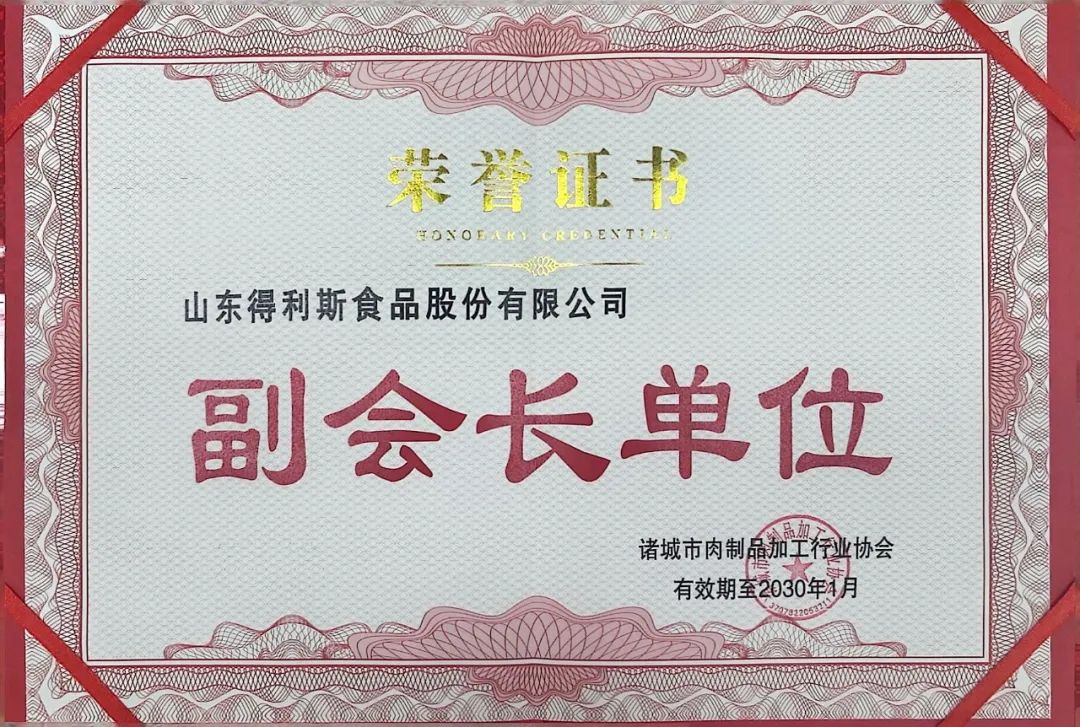 荣誉证书
HONORARY CREDENTIAL
山东得利斯食品股份有限公司
副会长单位
诸城市肉制品加工行业协会
有效期至2030年1月